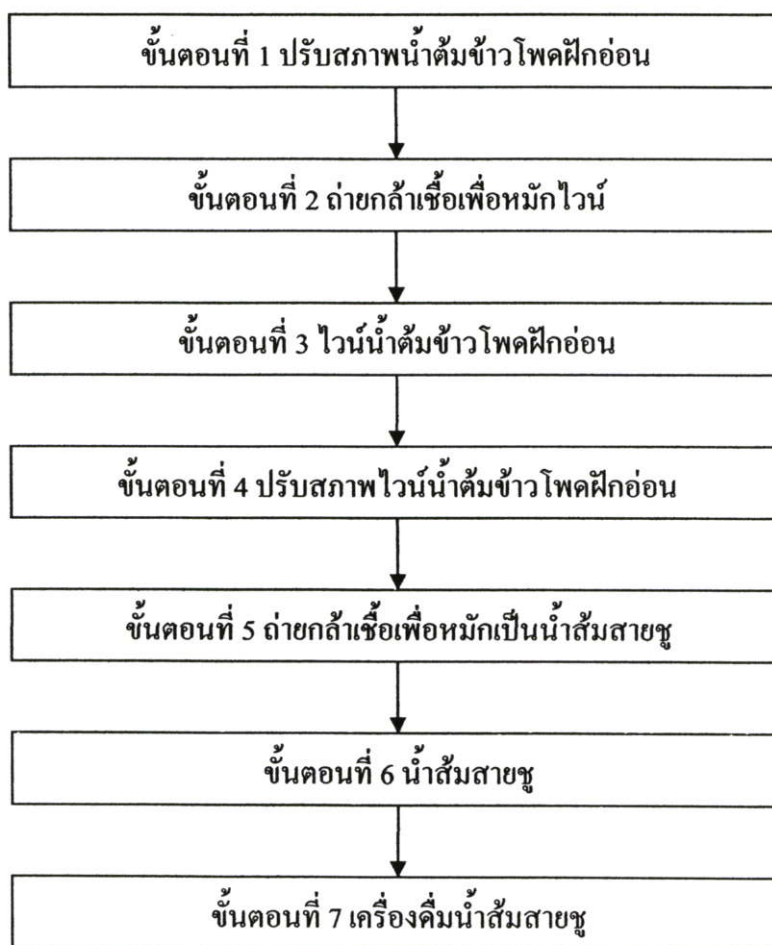 ขั้นตอนที่ 1 ปรับสภาพน้ำต้มข้าวโพดฝักอ่อน
ขั้นตอนที่ 2 ถ่ายกล้าเชื้อเพื่อหมักไวน์
ขั้นตอนที่ 3 ไวน์น้ำต้มข้าวโพดฝักอ่อน
ขั้นตอนที่ 4 ปรับสภาพไวน์น้ำต้มข้าวโพดฝักอ่อน
ขั้นตอนที่ 5 ถ่ายกล้าเชื้อเพื่อหมักเป็นน้ำส้มสายชู
ขั้นตอนที่ 6 น้ำส้มสายชู
ขั้นตอนที่ 7 เครื่องดื่มน้ำส้มสายชู